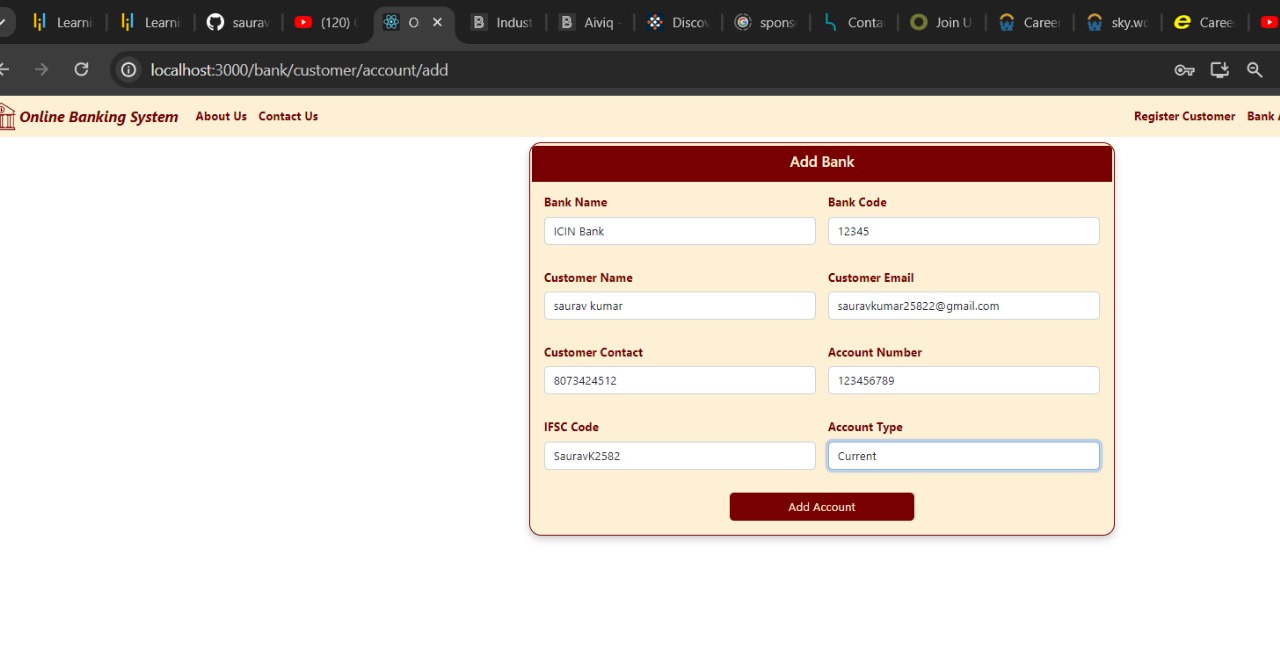 Learni Learni saurav (120) O Indust Aiviq - Discov spons Conta Join U Career sky.wo Caree
localhost:3000/bank/customer/account/add
Online Banking System About Us Contact Us Register Customer Bank
Add Bank
Bank Name Bank Code
ICIN Bank 12345
Customer Name Customer Email
saurav kumar sauravkumar25822@gmail.com
Customer Contact Account Number
8073424512 123456789
IFSC Code Account Type
SauravK2582 Current
Add Account